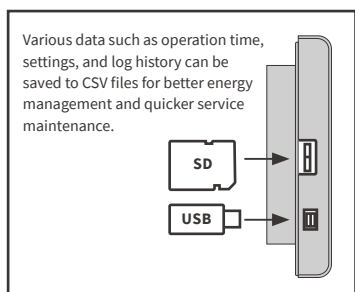 Various data such as operation time,
settings, and log history can be
saved to CSV files for better energy
management and quicker service
maintenance.
SD
USB